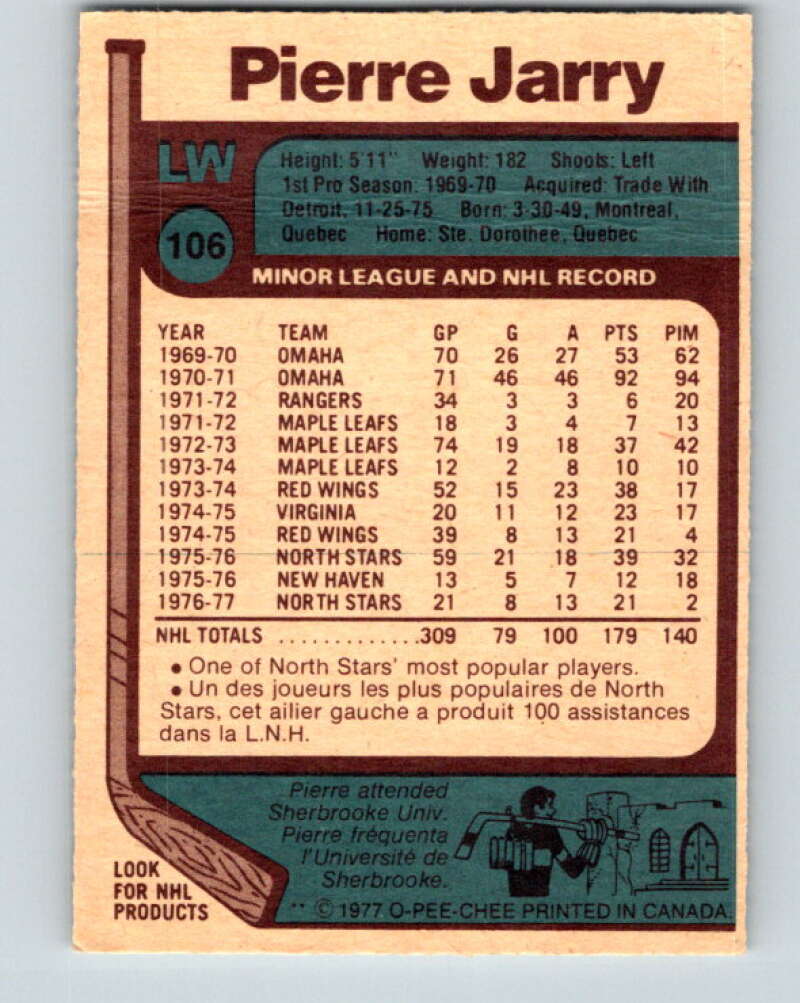 Pierre Jarry
LW
Height: 5'11" Weight: 182 Shoots: Left
1st Pro Season: 1969-70 Acquired: Trade With
Detroit, 11-25-75 Born: 3-30-49, Montreal,
Quebec Home: Ste. Dorothee, Quebec
106
MINOR LEAGUE AND NHL RECORD
YEAR TEAM GP G A PTS PIM
1969-70 OMAHA 70 26 27 53 62
1970-71 OMAHA 71 46 46 92 94
1971-72 RANGERS 34 3 3 6 20
1971-72 MAPLE LEAFS 18 3 4 7 13
1972-73 MAPLE LEAFS 74 19 18 37 42
1973-74 MAPLE LEAFS 12 2 8 10 10
1973-74 RED WINGS 52 15 23 38 17
1974-75 VIRGINIA 20 11 12 23 17
1974-75 RED WINGS 39 8 13 21 4
1975-76 NORTH STARS 59 21 18 39 32
1975-76 NEW HAVEN 13 5 7 12 18
1976-77 NORTH STARS 21 8 13 21 2
NHL TOTALS .............309 79 100 179 140
• One of North Stars' most popular players.
• Un des joueurs les plus populaires de North
Stars, cet ailier gauche a produit 100 assistances
dans la L.N.H.
Pierre attended
Sherbrooke Univ.
Pierre fréquenta
l'Université de
Sherbrooke.
LOOK
FOR NHL
PRODUCTS
** © 1977 O-PEE-CHEE PRINTED IN CANADA.